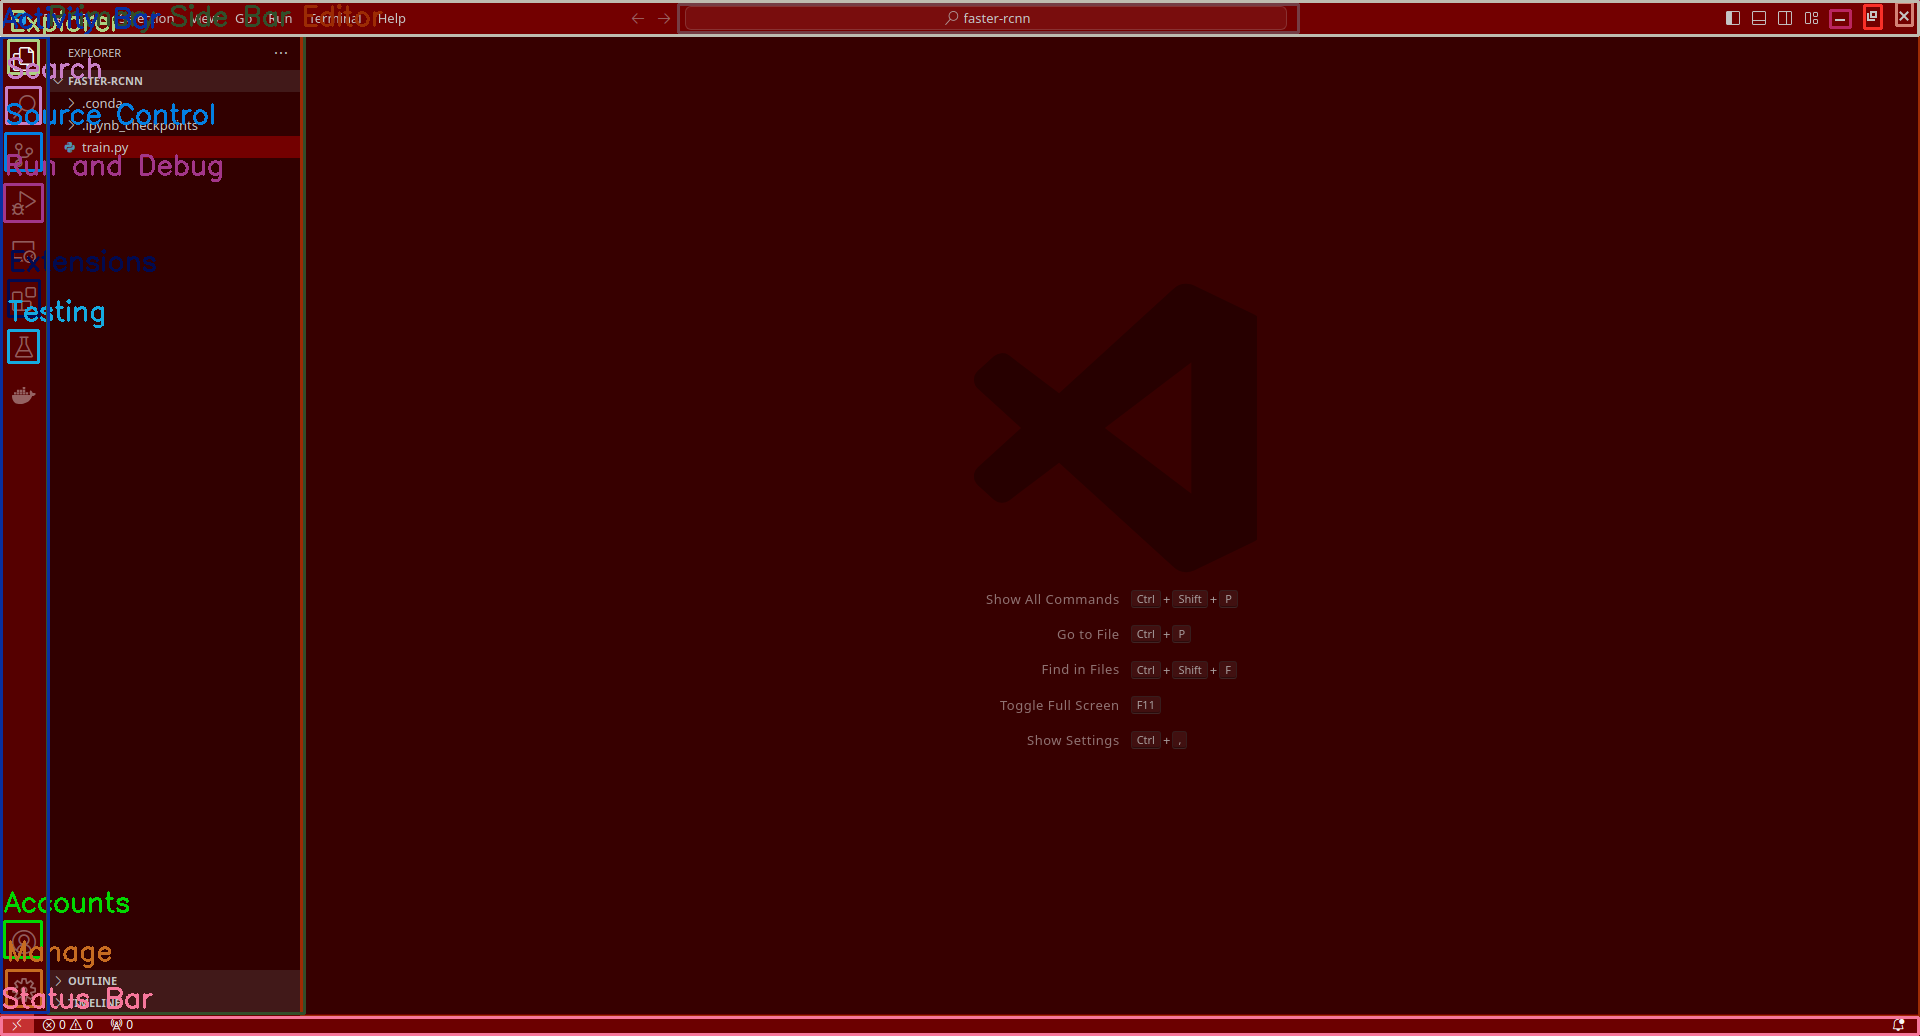 Activity Bar
Primary Side Bar
Editor
Explorer
Selection View Go Run Terminal Help
faster-rcnn
EXPLORER
Search
FASTER-RCNN
.conda
Source Control
.ipynb_checkpoints
train.py
Run and Debug
Extensions
Testing
Show All Commands Ctrl + Shift + P
Go to File Ctrl + P
Find in Files Ctrl + Shift + F
Toggle Full Screen F11
Show Settings Ctrl + ,
Accounts
Manage
OUTLINE
Status Bar
TIMELINE
0 0 0